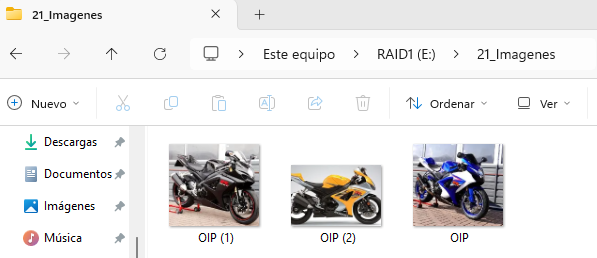 21_Imagenes
Este equipo > RAID1 (E:) > 21_Imagenes
Nuevo Ordenar Ver
Descargas
Documentos
Imágenes
Música
OIP (1) OIP (2) OIP